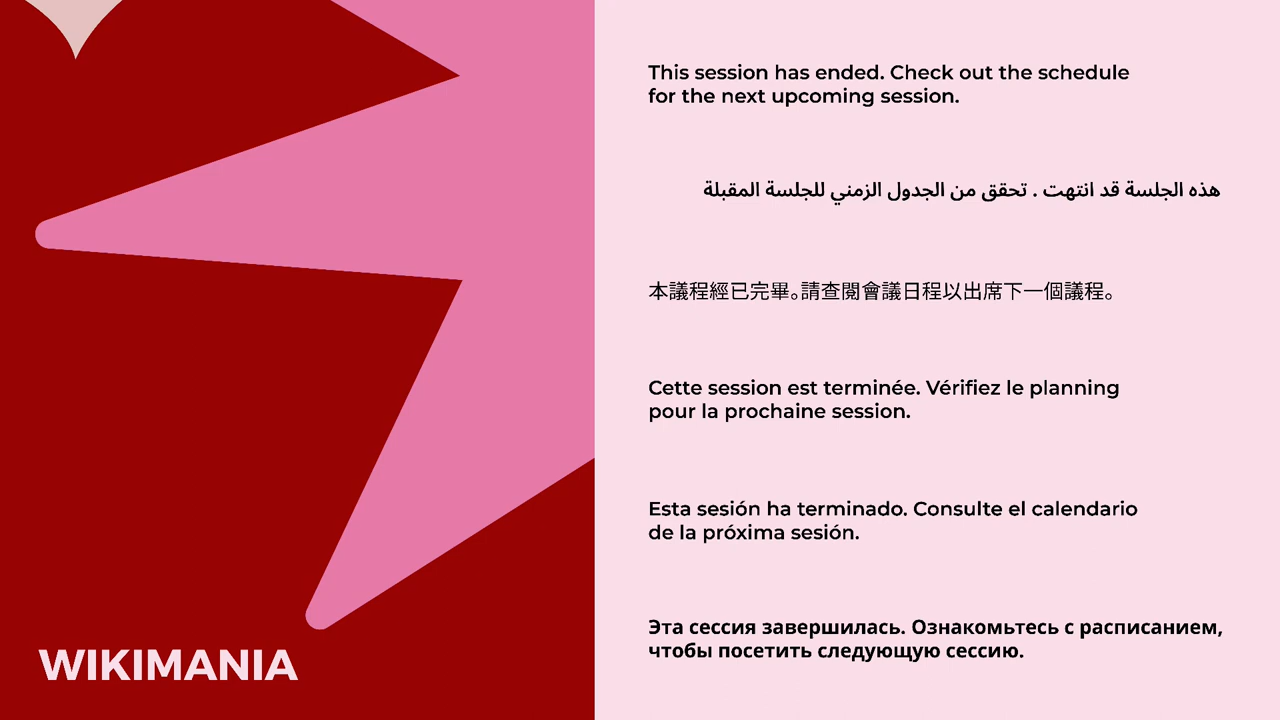 This session has ended. Check out the schedule
for the next upcoming session.
هذه الجلسة قد انتهت . تحقق من الجدول الزمني للجلسة المقبلة
本議程經已完畢。請查閱會議日程以出席下一個議程。
Cette session est terminée. Vérifiez le planning
pour la prochaine session.
Esta sesión ha terminado. Consulte el calendario
de la próxima sesión.
Эта сессия завершилась. Ознакомьтесь с расписанием,
чтобы посетить следующую сессию.
WIKIMANIA